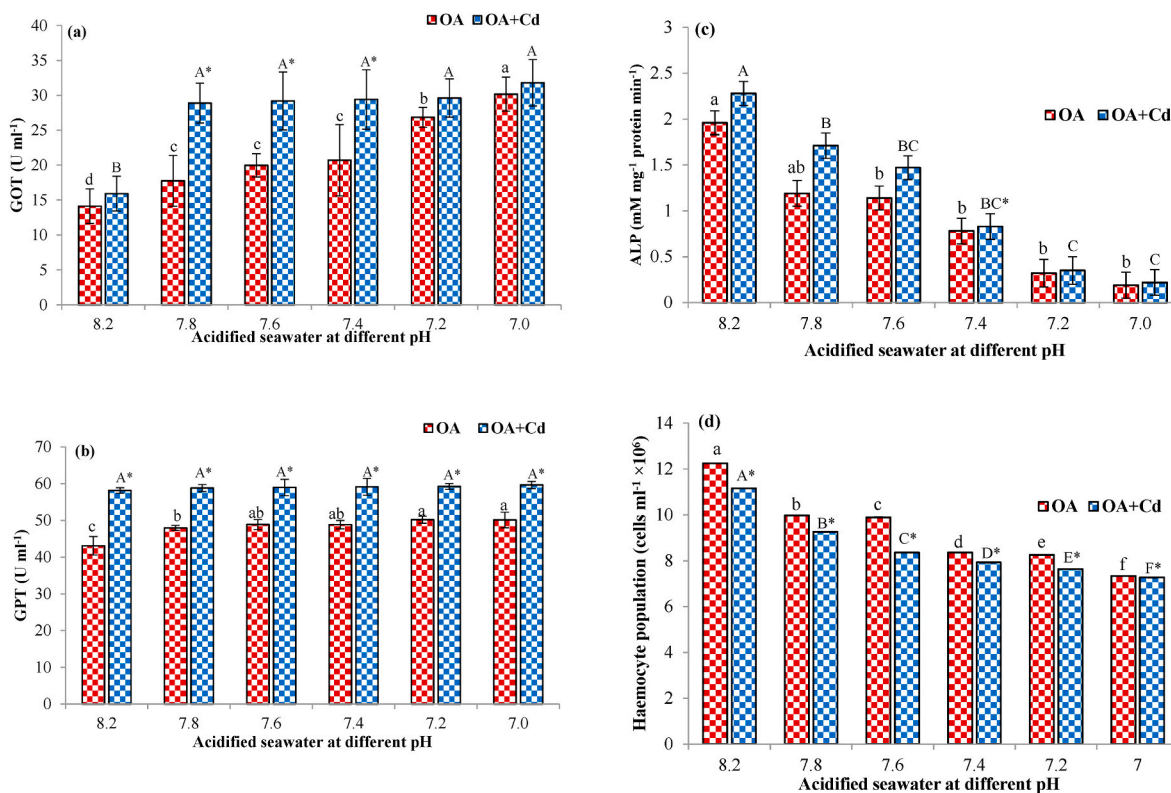 (a)
OA OA+Cd
GOT (U ml⁻¹)
40
35
30
25
20
15
10
5
0
d B c A* c A* c A* b A a A
8.2 7.8 7.6 7.4 7.2 7.0
Acidified seawater at different pH
(c)
OA OA+Cd
ALP (mM mg⁻¹ protein min⁻¹)
3
2.5
2
1.5
1
0.5
0
a A ab B b BC b BC* b C b C
8.2 7.8 7.6 7.4 7.2 7.0
Acidified seawater at different pH
(b)
OA OA+Cd
GPT (U ml⁻¹)
70
60
50
40
30
20
10
0
c A* b A* ab A* ab A* a A* a A*
8.2 7.8 7.6 7.4 7.2 7.0
Acidified seawater at different pH
(d)
OA OA+Cd
Haemocyte population (cells ml⁻¹ ×10⁶)
14
12
10
8
6
4
2
0
a A* b B* c C* d D* e E* f F*
8.2 7.8 7.6 7.4 7.2 7
Acidified seawater at different pH